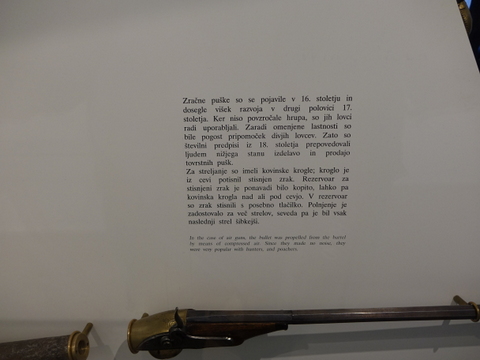 Zračne puške so se pojavile v 16. stoletju in
dosegle višek razvoja v drugi polovici 17.
stoletja. Ker niso povzročale hrupa, so jih lovci
radi uporabljali. Zaradi omenjene lastnosti so
bile pogost pripomoček divjih lovcev. Zato so
številni predpisi iz 18. stoletja prepovedovali
ljudem nižjega stanu izdelavo in prodajo
tovrstnih pušk.
Za streljanje so imeli kovinske krogle; kroglo je
iz cevi potisnil stisnjen zrak. Rezervoar za
stisnjeni zrak je ponavadi bilo kopito, lahko pa
kovinska krogla nad ali pod cevjo. V rezervoar
so zrak stisnili s posebno tlačilko. Polnjenje je
zadostovalo za več strelov, seveda pa je bil vsak
naslednji strel šibkejši.
In the case of air guns, the bullet was propelled from the barrel
by means of compressed air. Since they made no noise, they
were very popular with hunters, and poachers.